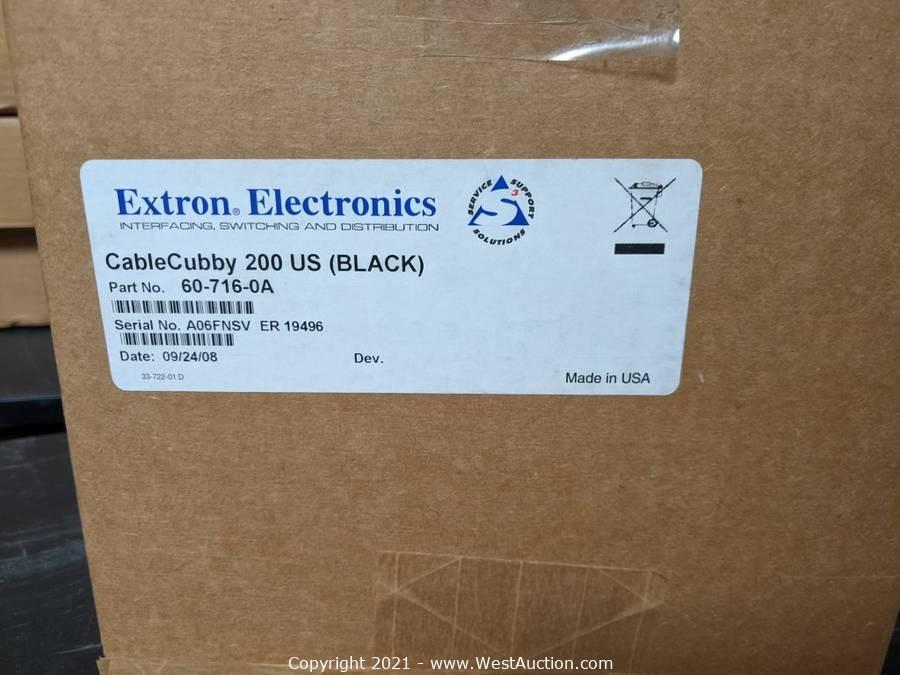 Extron® Electronics
INTERFACING, SWITCHING AND DISTRIBUTION
SERVICE SUPPORT SOLUTIONS
S3
CableCubby 200 US (BLACK)
Part No. 60-716-0A
Serial No. A06FNSV ER 19496
Date: 09/24/08 Dev.
33-722-01 D
Made in USA
Copyright 2021 - www.WestAuction.com